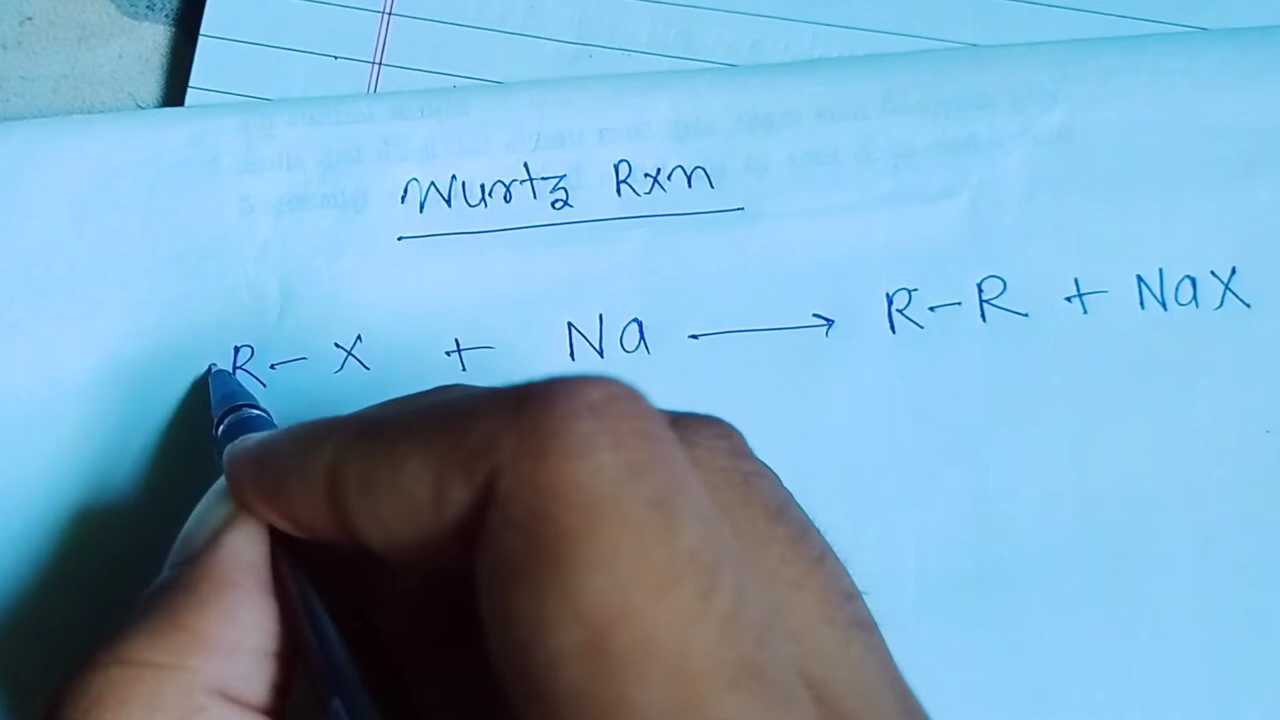 Wurtz Rxn
R-X + Na ⟶ R-R + NaX